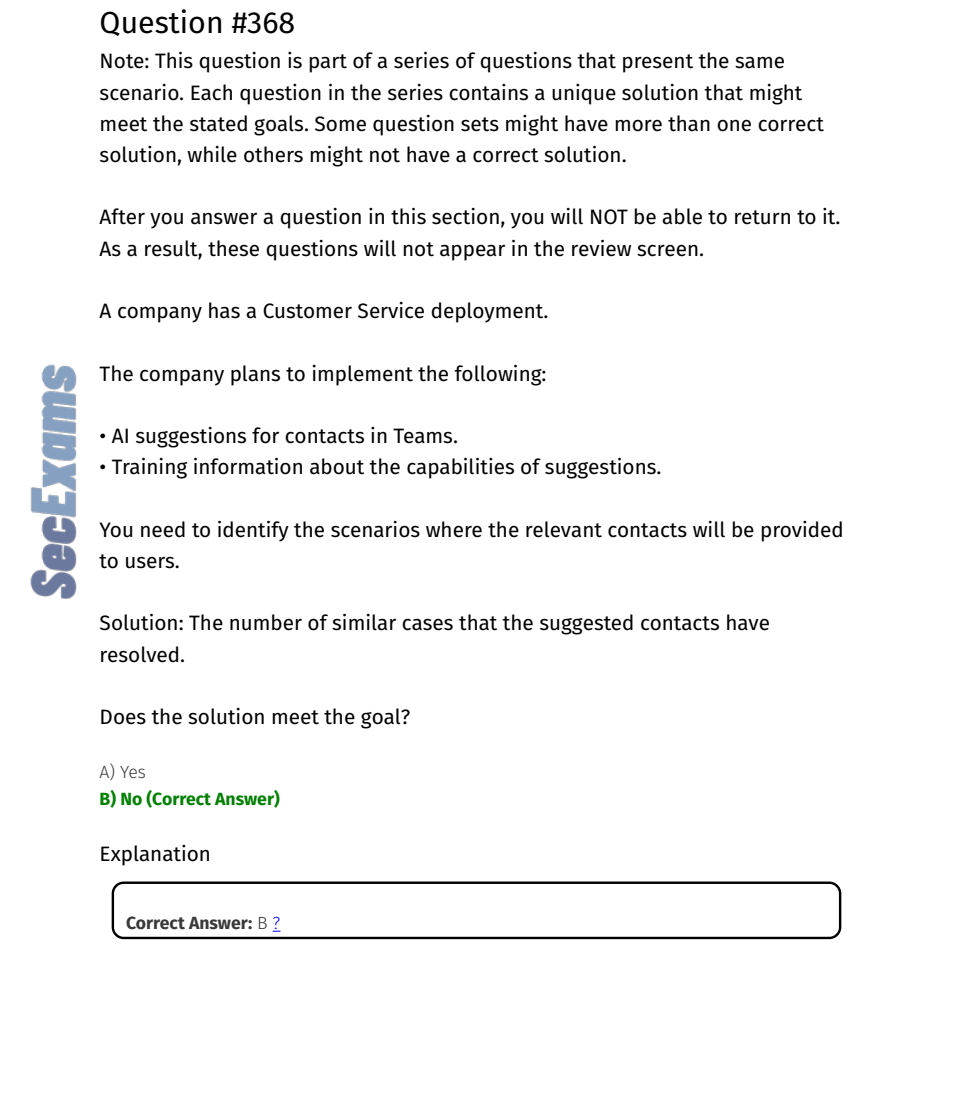 Question #368
Note: This question is part of a series of questions that present the same
scenario. Each question in the series contains a unique solution that might
meet the stated goals. Some question sets might have more than one correct
solution, while others might not have a correct solution.
After you answer a question in this section, you will NOT be able to return to it.
As a result, these questions will not appear in the review screen.
A company has a Customer Service deployment.
The company plans to implement the following:
• AI suggestions for contacts in Teams.
• Training information about the capabilities of suggestions.
You need to identify the scenarios where the relevant contacts will be provided
to users.
Solution: The number of similar cases that the suggested contacts have
resolved.
Does the solution meet the goal?
A) Yes
B) No (Correct Answer)
Explanation
Correct Answer: B ?
SecExams